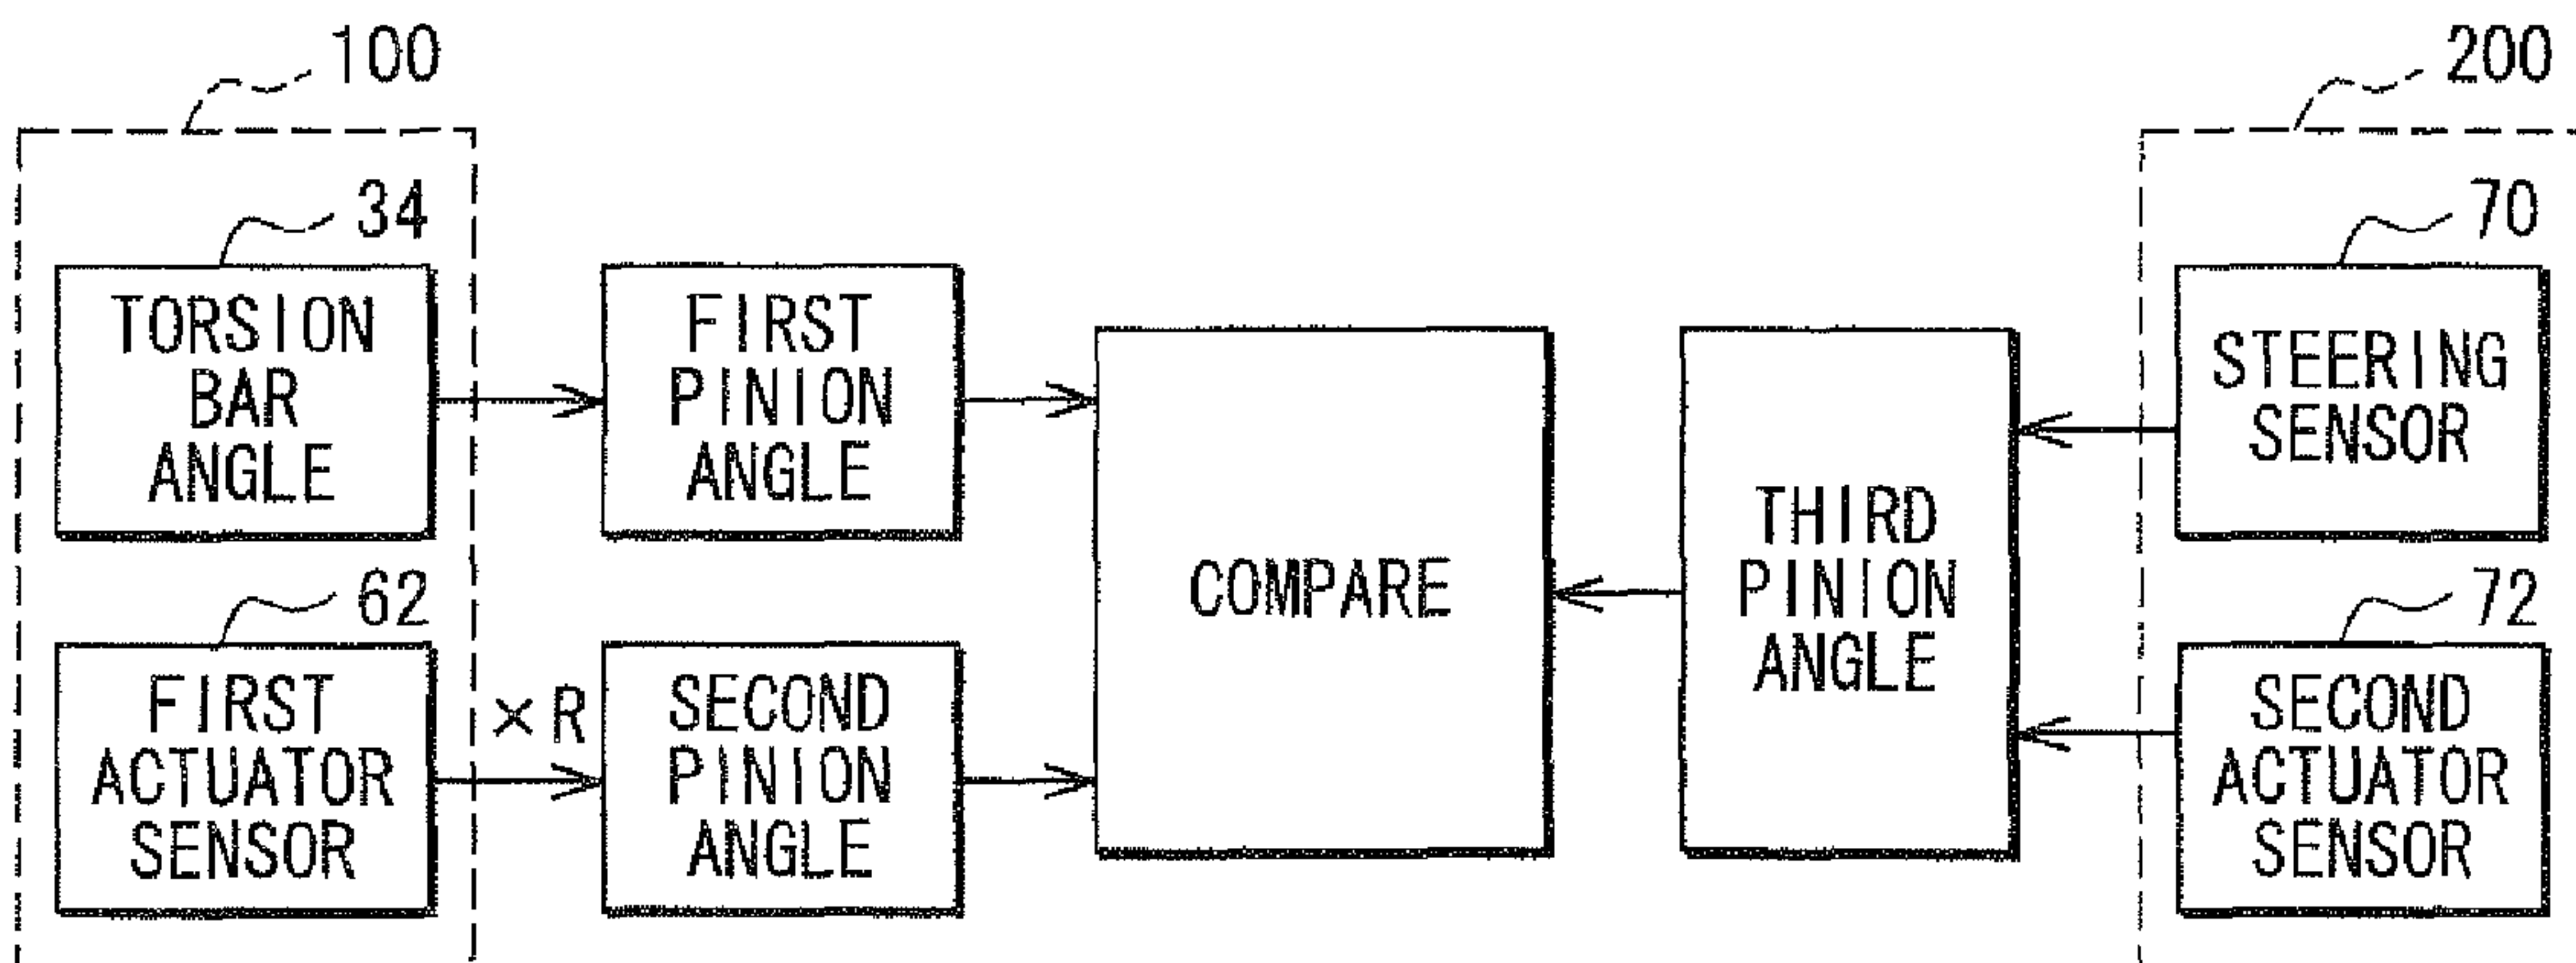 100
200
34
TORSION
BAR
ANGLE
FIRST
PINION
ANGLE
70
STEERING
SENSOR
COMPARE
THIRD
PINION
ANGLE
62
FIRST
ACTUATOR
SENSOR
×R
SECOND
PINION
ANGLE
72
SECOND
ACTUATOR
SENSOR